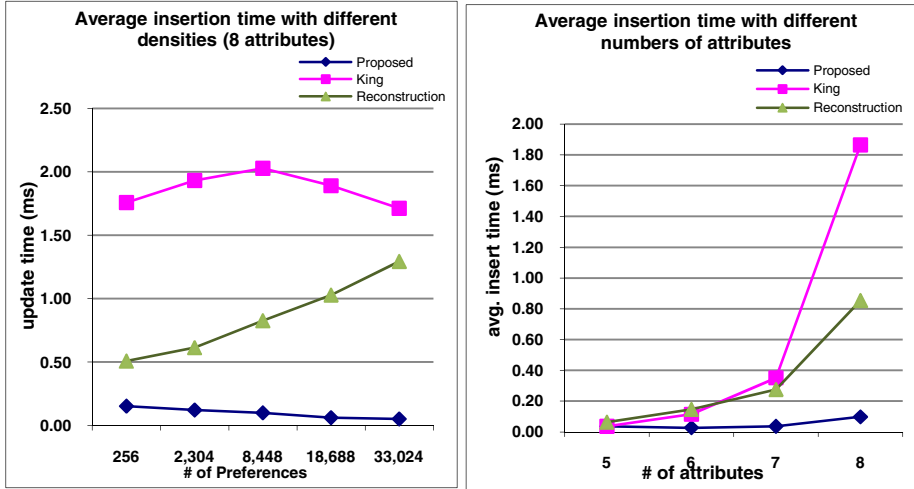 Average insertion time with different
densities (8 attributes)
Proposed
King
Reconstruction
2.50
2.00
1.50
1.00
0.50
0.00
update time (ms)
256 2,304 8,448 18,688 33,024
# of Preferences
Average insertion time with different
numbers of attributes
Proposed
King
Reconstruction
2.00
1.80
1.60
1.40
1.20
1.00
0.80
0.60
0.40
0.20
0.00
avg. insert time (ms)
5 6 7 8
# of attributes